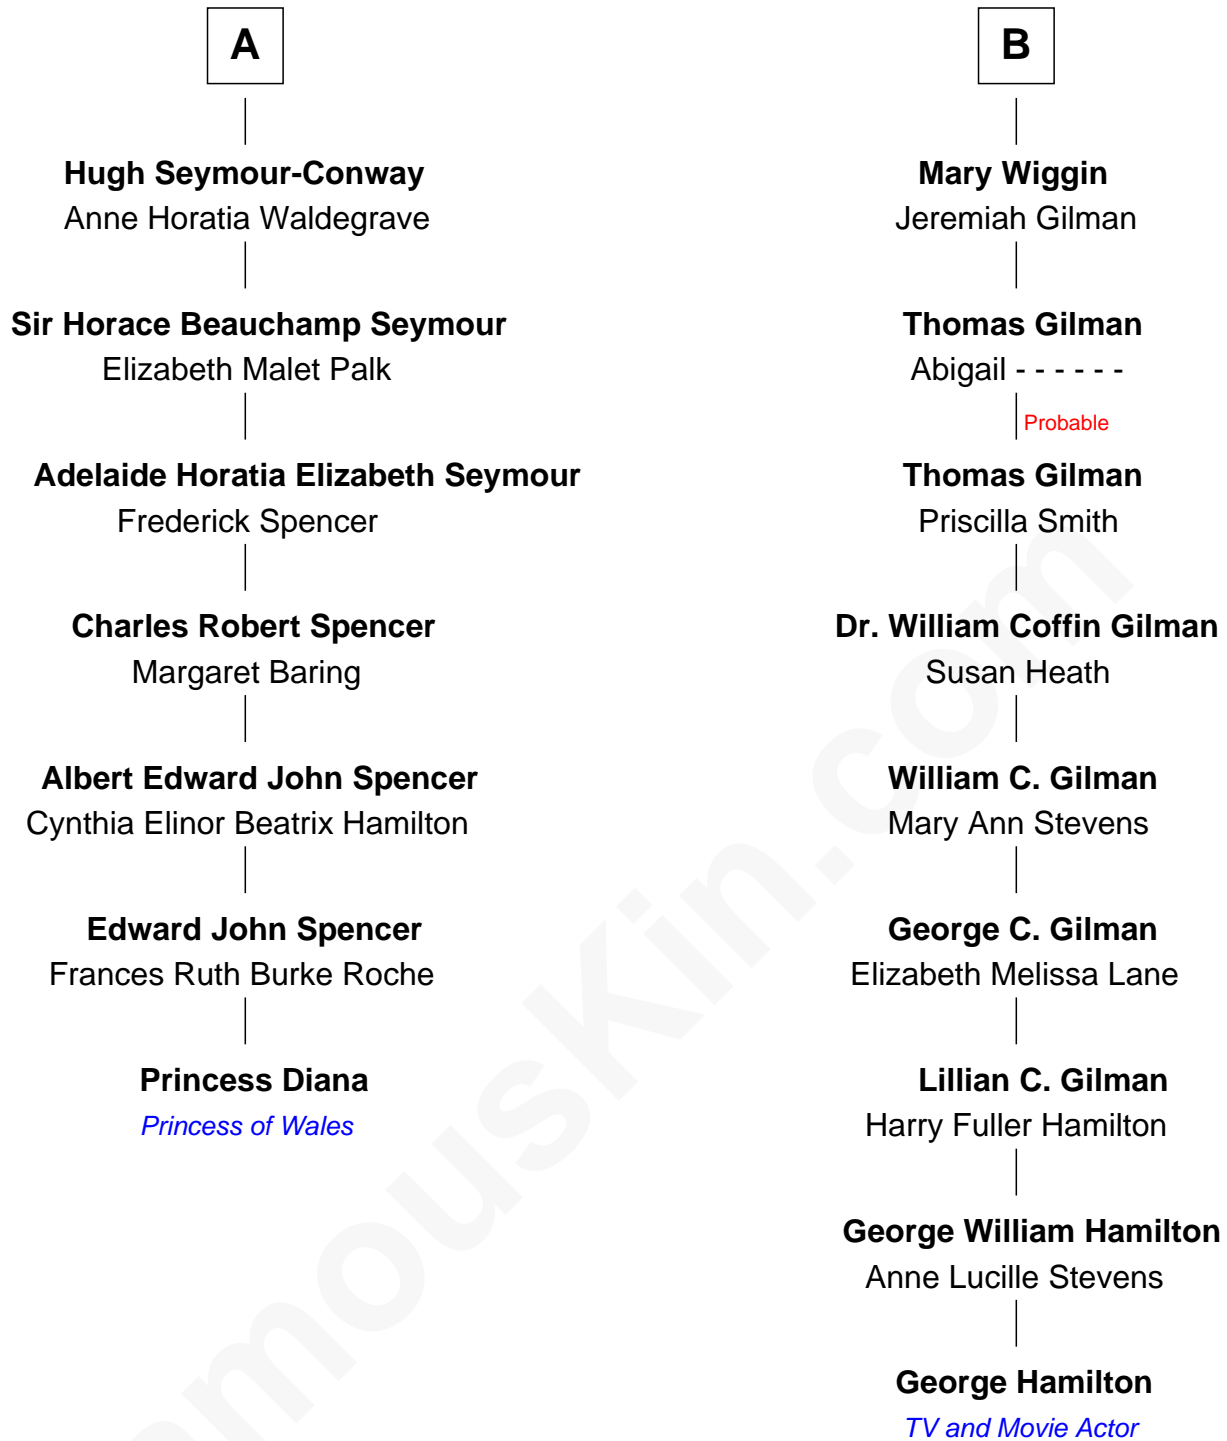 A
Hugh Seymour-Conway
Anne Horatia Waldegrave
Sir Horace Beauchamp Seymour
Elizabeth Malet Palk
Adelaide Horatia Elizabeth Seymour
Frederick Spencer
Charles Robert Spencer
Margaret Baring
Albert Edward John Spencer
Cynthia Elinor Beatrix Hamilton
Edward John Spencer
Frances Ruth Burke Roche
Princess Diana
Princess of Wales
B
Mary Wiggin
Jeremiah Gilman
Thomas Gilman
Abigail - - - - - -
Probable
Thomas Gilman
Priscilla Smith
Dr. William Coffin Gilman
Susan Heath
William C. Gilman
Mary Ann Stevens
George C. Gilman
Elizabeth Melissa Lane
Lillian C. Gilman
Harry Fuller Hamilton
George William Hamilton
Anne Lucille Stevens
George Hamilton
TV and Movie Actor
mousKin.com